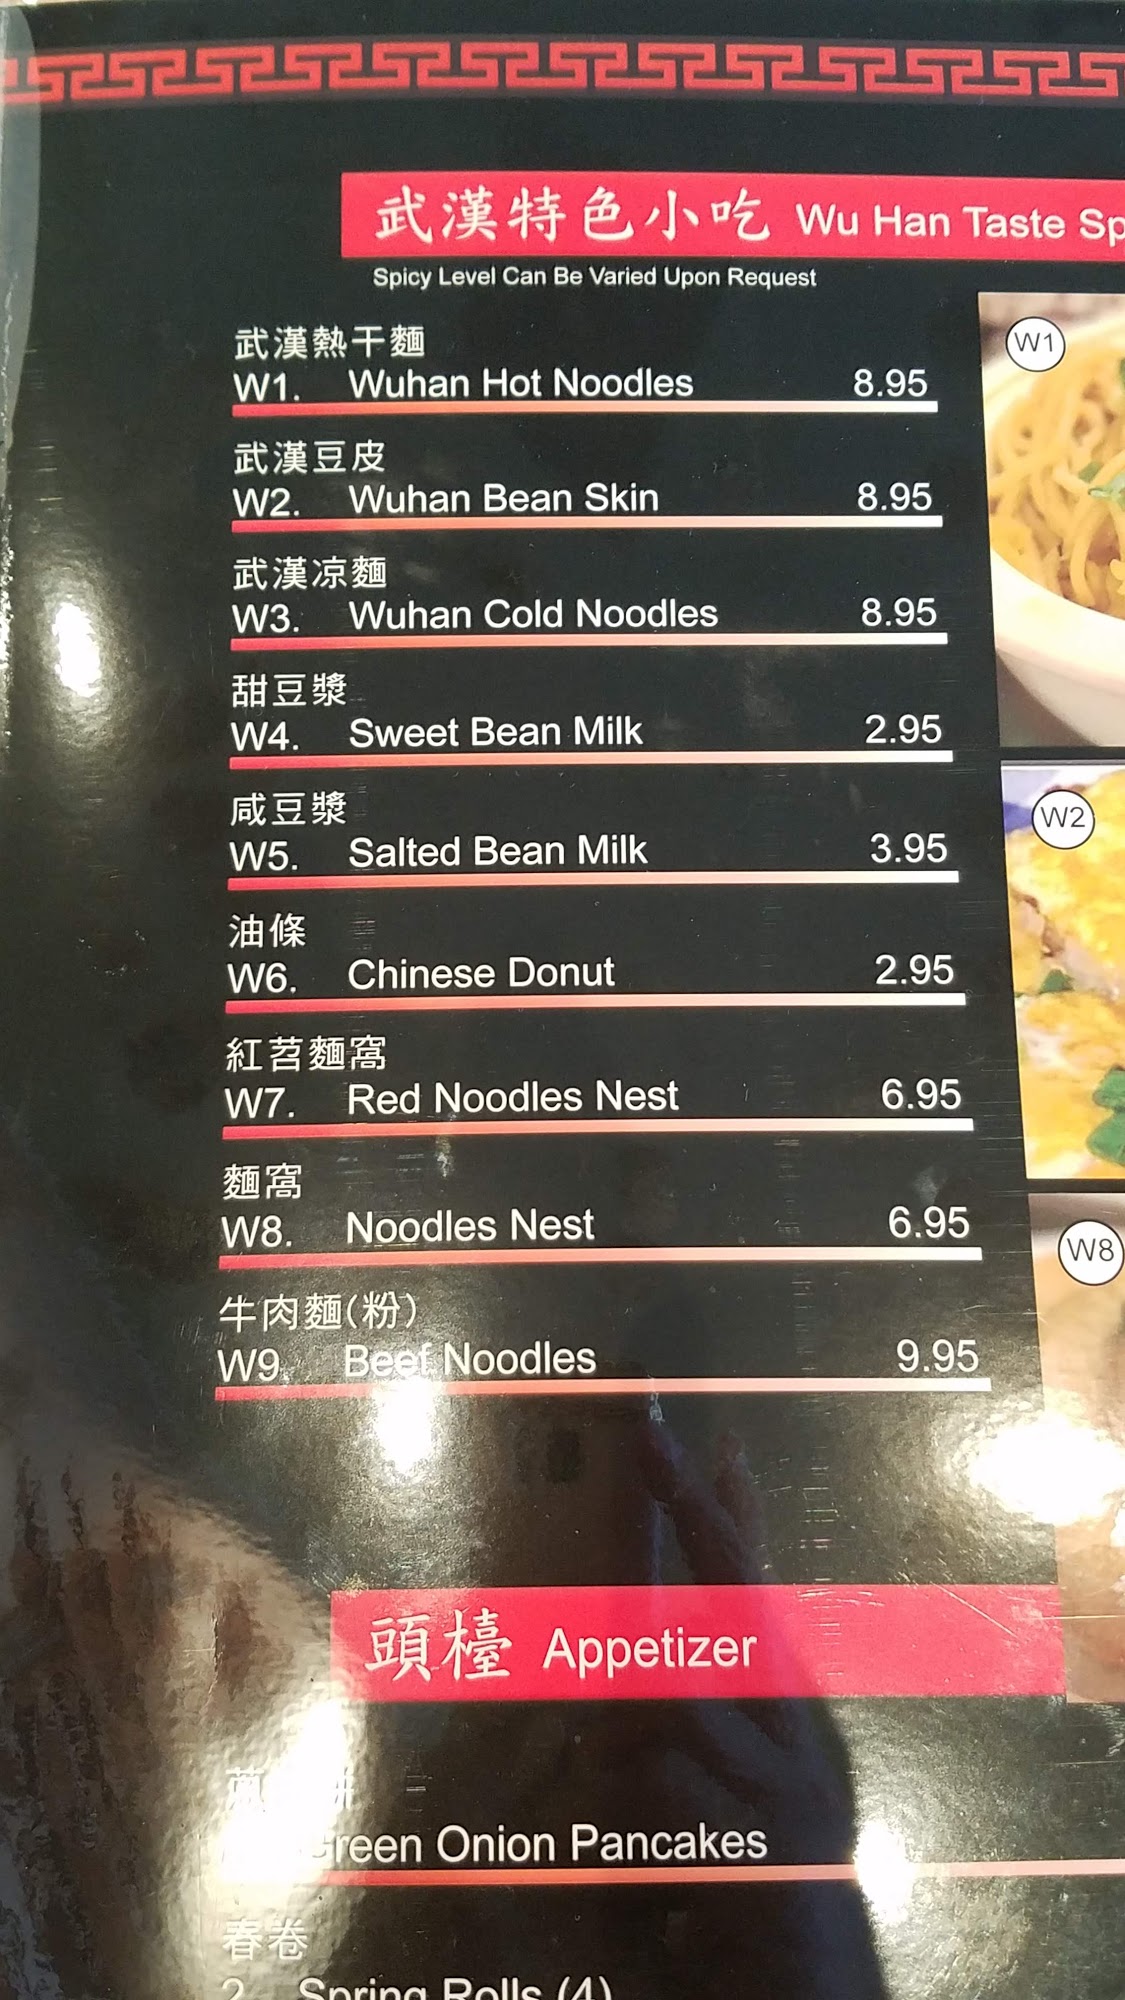 武漢特色小吃 Wu Han Taste Sp
Spicy Level Can Be Varied Upon Request
武漢熱干麵
W1. Wuhan Hot Noodles 8.95
武漢豆皮
W2. Wuhan Bean Skin 8.95
武漢凉麵
W3. Wuhan Cold Noodles 8.95
甜豆漿
W4. Sweet Bean Milk 2.95
咸豆漿
W5. Salted Bean Milk 3.95
油條
W6. Chinese Donut 2.95
紅苕麵窩
W7. Red Noodles Nest 6.95
麵窩
W8. Noodles Nest 6.95
牛肉麵(粉)
W9. Beef Noodles 9.95
W1
W2
W8
頭檯 Appetizer
Green Onion Pancakes
春卷
2. Spring Rolls (4)